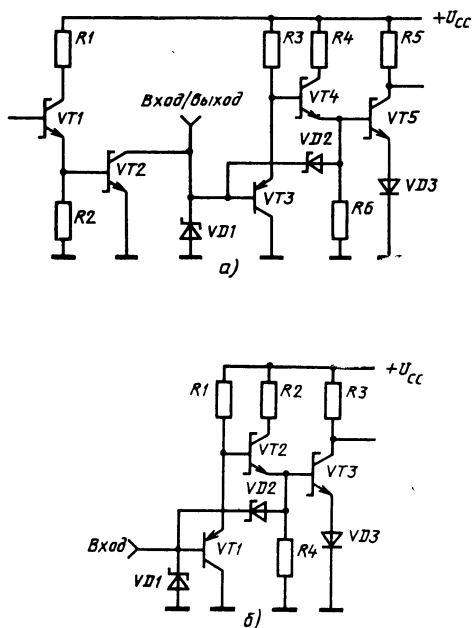 +U_CC
R1
R3
R4
R5
Вход/выход
VT1
VT4
VT5
VT2
VD2
VT3
VD3
R2
VD1
R6
а)
+U_CC
R1
R2
R3
VT2
VT3
VD2
Вход
VT1
R4
VD3
VD1
б)